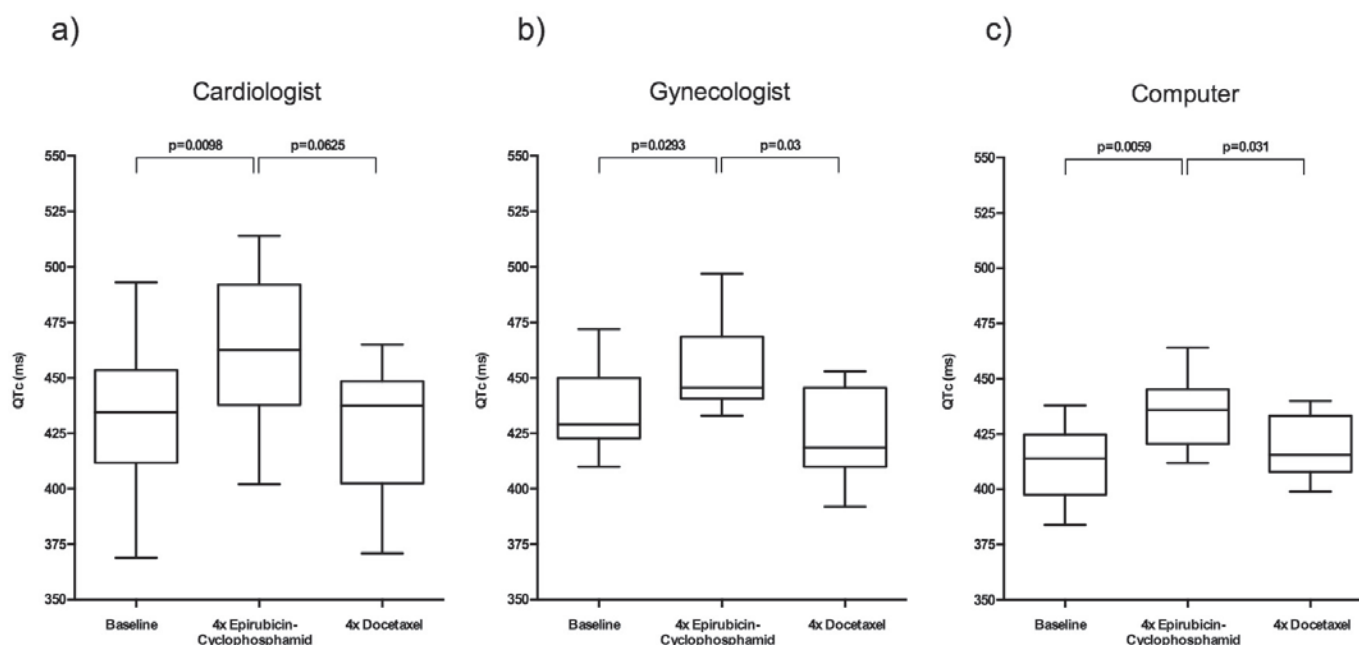 a)
Cardiologist
p=0.0098
p=0.0625
550
525
500
475
450
425
400
375
350
QTc (ms)
Baseline
4x Epirubicin-
Cyclophosphamid
4x Docetaxel
b)
Gynecologist
p=0.0293
p=0.03
550
525
500
475
450
425
400
375
350
QTc (ms)
Baseline
4x Epirubicin-
Cyclophosphamid
4x Docetaxel
c)
Computer
p=0.0059
p=0.031
550
525
500
475
450
425
400
375
350
QTc (ms)
Baseline
4x Epirubicin-
Cyclophosphamid
4x Docetaxel